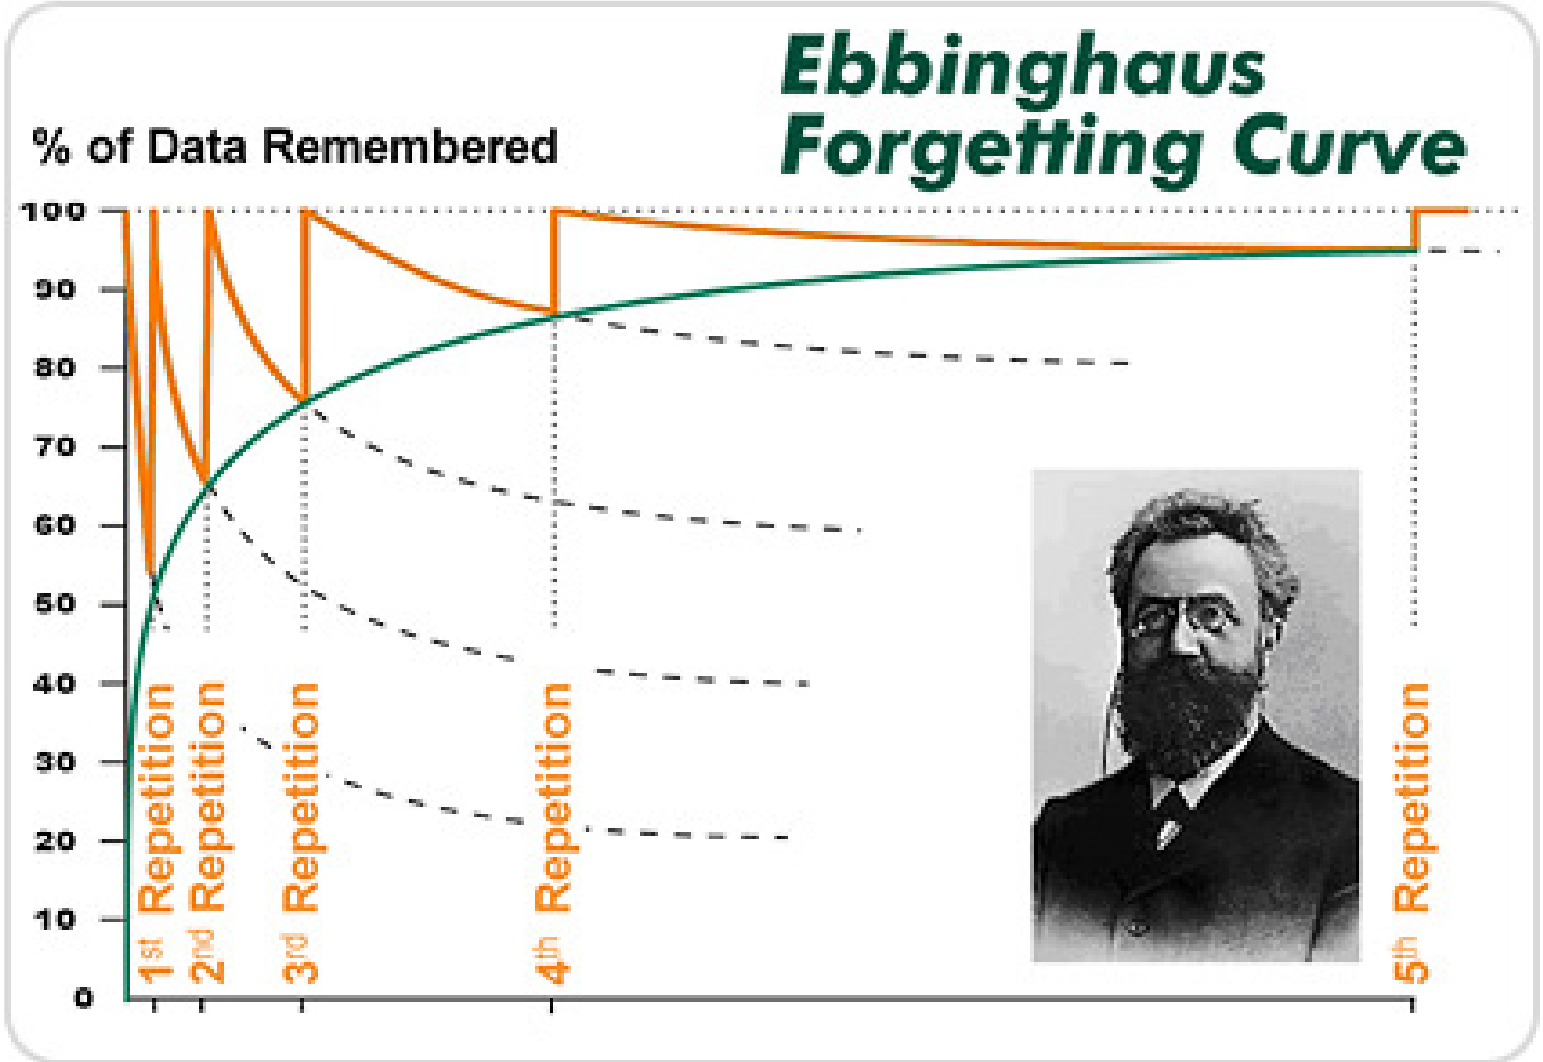 Ebbinghaus
Forgetting Curve
% of Data Remembered
100
90
80
70
60
50
40
30
20
10
0
1st Repetition
2nd Repetition
3rd Repetition
4th Repetition
5th Repetition